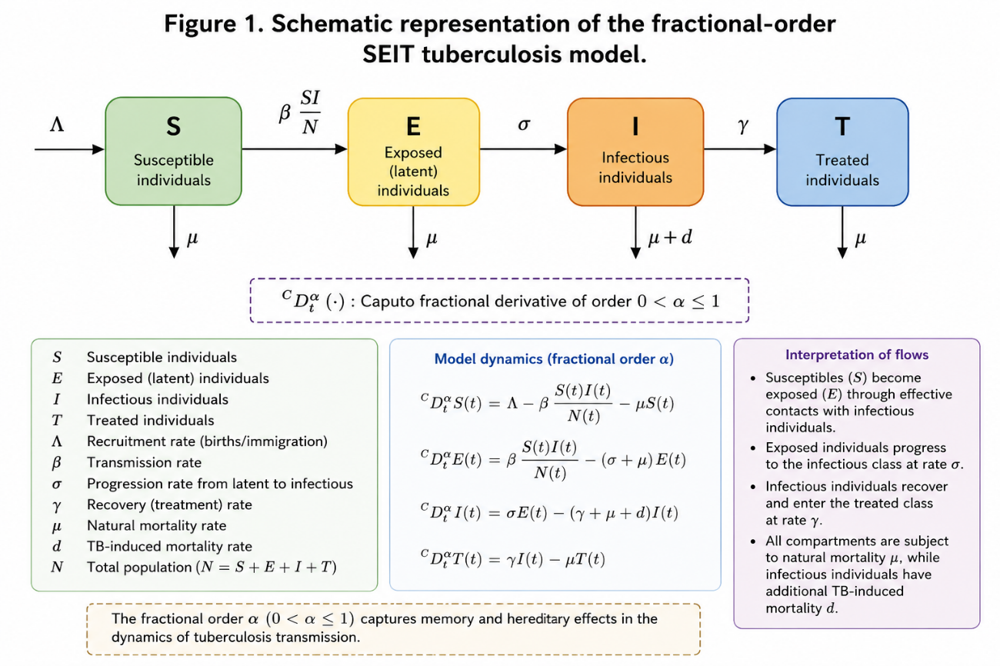 Figure 1. Schematic representation of the fractional-order
SEIT tuberculosis model.
Λ
S
Susceptible
individuals
β SI/N
E
Exposed
(latent)
individuals
σ
I
Infectious
individuals
γ
T
Treated
individuals
μ
μ
μ + d
μ
ᶜDₜᵅ (·) : Caputo fractional derivative of order 0 < α ≤ 1
S Susceptible individuals
E Exposed (latent) individuals
I Infectious individuals
T Treated individuals
Λ Recruitment rate (births/immigration)
β Transmission rate
σ Progression rate from latent to infectious
γ Recovery (treatment) rate
μ Natural mortality rate
d TB-induced mortality rate
N Total population (N = S + E + I + T)
Model dynamics (fractional order α)
ᶜDₜᵅS(t) = Λ − β S(t)I(t)/N(t) − μS(t)
ᶜDₜᵅE(t) = β S(t)I(t)/N(t) − (σ + μ)E(t)
ᶜDₜᵅI(t) = σE(t) − (γ + μ + d)I(t)
ᶜDₜᵅT(t) = γI(t) − μT(t)
Interpretation of flows
• Susceptibles (S) become
exposed (E) through effective
contacts with infectious
individuals.
• Exposed individuals progress
to the infectious class at rate σ.
• Infectious individuals recover
and enter the treated class
at rate γ.
• All compartments are subject
to natural mortality μ, while
infectious individuals have
additional TB-induced
mortality d.
The fractional order α (0 < α ≤ 1) captures memory and hereditary effects in the
dynamics of tuberculosis transmission.